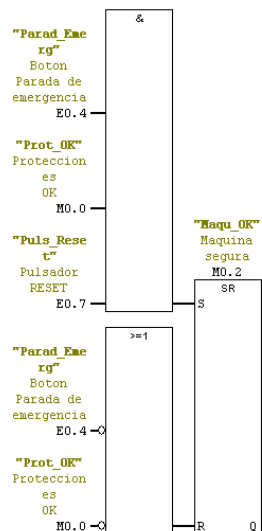 &
"Parad_Eme
rg"
Boton
Parada de
emergencia
E0.4
"Prot_OK"
Proteccion
es
OK
M0.0
"Puls_Rese
t"
Pulsador
RESET
E0.7
"Maqu_OK"
Maquina
segura
M0.2
SR
S
>=1
"Parad_Eme
rg"
Boton
Parada de
emergencia
E0.4
"Prot_OK"
Proteccion
es
OK
M0.0
R
Q